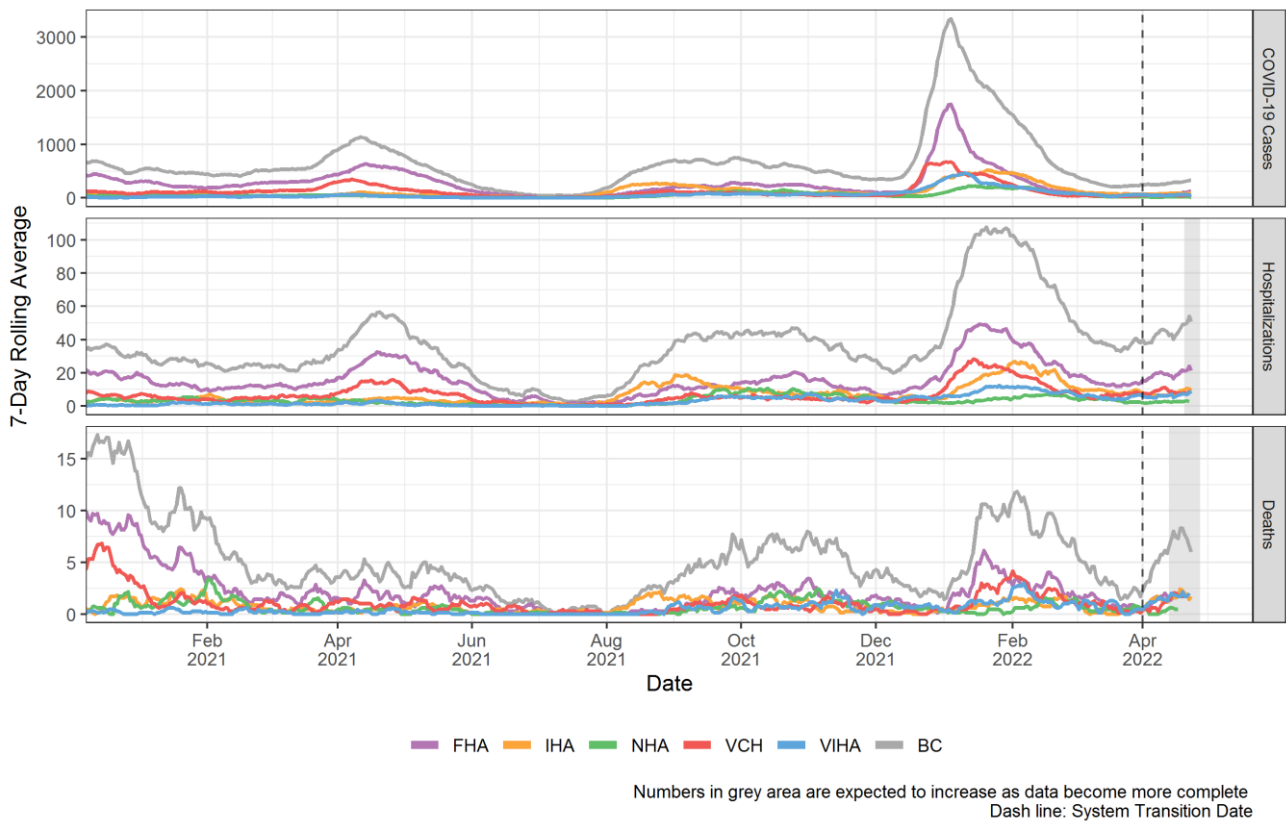 3000
2000
1000
0
COVID-19 Cases
100
80
60
40
20
0
Hospitalizations
15
10
5
0
Deaths
7-Day Rolling Average
Feb 2021
Apr 2021
Jun 2021
Aug 2021
Oct 2021
Dec 2021
Feb 2022
Apr 2022
Date
FHA IHA NHA VCH VIHA BC
Numbers in grey area are expected to increase as data become more complete
Dash line: System Transition Date